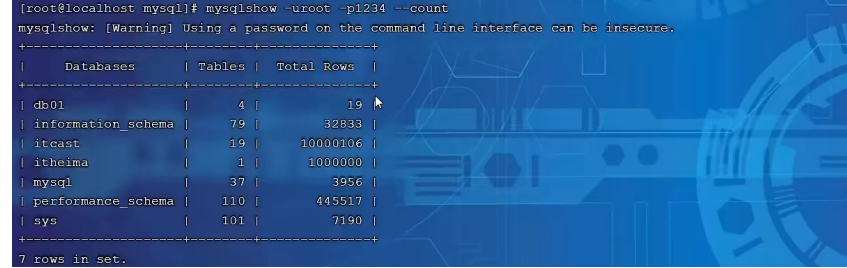 [root@localhost mysql]# mysqlshow -uroot -p1234 --count
mysqlshow: [Warning] Using a password on the command line interface can be insecure.
+--------------------+--------+--------------+
|     Databases      | Tables |  Total Rows  |
+--------------------+--------+--------------+
| db01               |      4 |           19 |
| information_schema |     79 |        32833 |
| itcast             |     19 |     10000106 |
| itheima            |      1 |      1000000 |
| mysql              |     37 |         3956 |
| performance_schema |    110 |       445517 |
| sys                |    101 |         7190 |
+--------------------+--------+--------------+
7 rows in set.